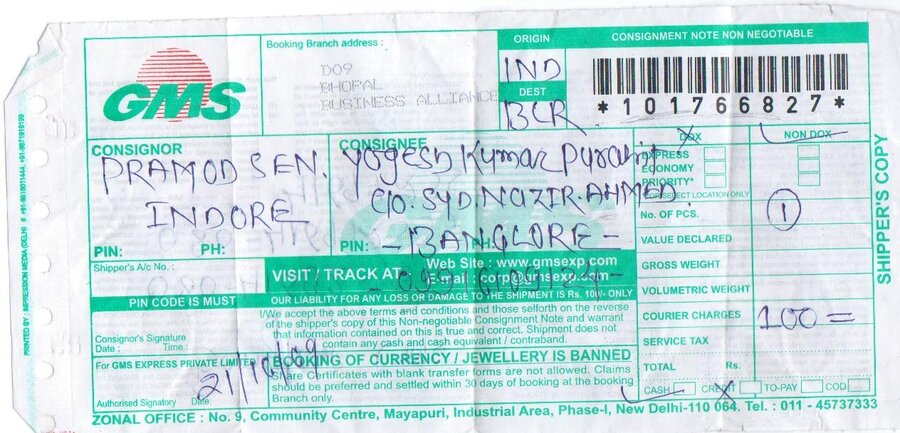 GMS
Booking Branch address :
DO9
BHOPAL
BUSINESS ALLIANCE
ORIGIN
IND
DEST
BLR
CONSIGNMENT NOTE NON NEGOTIABLE
*101766827*
CONSIGNOR
PRAMOD SEN.
INDORE
PIN: PH:
CONSIGNEE
Yogesh Kumar Purohit
C/O. SYD. NAZIR. AHMED
- BANGLORE -
PIN: PH:
DOX
NON DOX
EXPRESS
ECONOMY
PRIORITY*
*SELECT LOCATION ONLY
No. OF PCS. 1
VALUE DECLARED
GROSS WEIGHT
VOLUMETRIC WEIGHT
COURIER CHARGES 100=
SERVICE TAX
TOTAL Rs.
CASH CREDIT TO-PAY COD
SHIPPER'S COPY
Shipper's A/c No. :
VISIT / TRACK AT
Web Site : www.gmsexp.com
E-mail : corp@gmsexp.com
PIN CODE IS MUST
OUR LIABILITY FOR ANY LOSS OR DAMAGE TO THE SHIPMENT IS Rs. 100/- ONLY
I/We accept the above terms and conditions and those selforth on the reverse
of the shipper's copy of this Non-negotiable Consignment Note and warrant
that information contained on this is true and correct. Shipment does not
contain any cash and cash equivalent / contraband.
Consignor's Signature
Date : Time :
For GMS EXPRESS PRIVATE LIMITED
21/10/09
Authorised Signatory Date:
BOOKING OF CURRENCY / JEWELLERY IS BANNED
Share Certificates with blank transfer forms are not allowed. Claims
should be preferred and settled within 30 days of booking at the booking
Branch only.
ZONAL OFFICE : No. 9, Community Centre, Mayapuri, Industrial Area, Phase-I, New Delhi-110 064. Tel. : 011 - 45737333